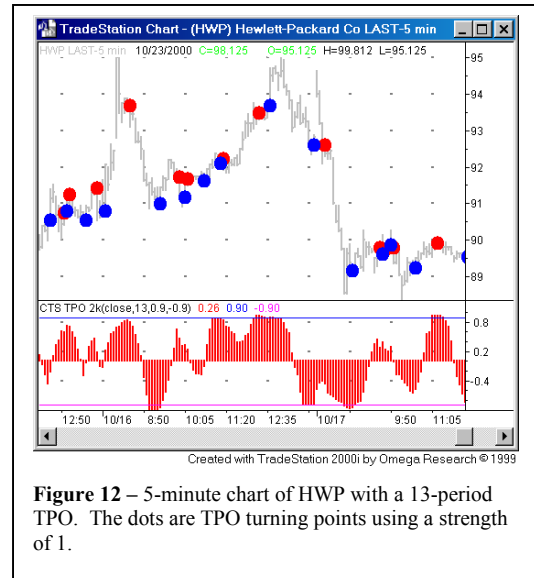 TradeStation Chart - (HWP) Hewlett-Packard Co LAST-5 min
HWP LAST-5 min 10/23/2000 C=98.125 O=95.125 H=99.812 L=95.125
95
94
93
92
91
90
89
CTS TPO 2k(close,13,0.9,-0.9) 0.26 0.90 -0.90
0.8
0.2
-0.4
12:50 10/16 8:50 10:05 11:20 12:35 10/17 9:50 11:05
Created with TradeStation 2000i by Omega Research © 1999
Figure 12 – 5-minute chart of HWP with a 13-period
TPO. The dots are TPO turning points using a strength
of 1.